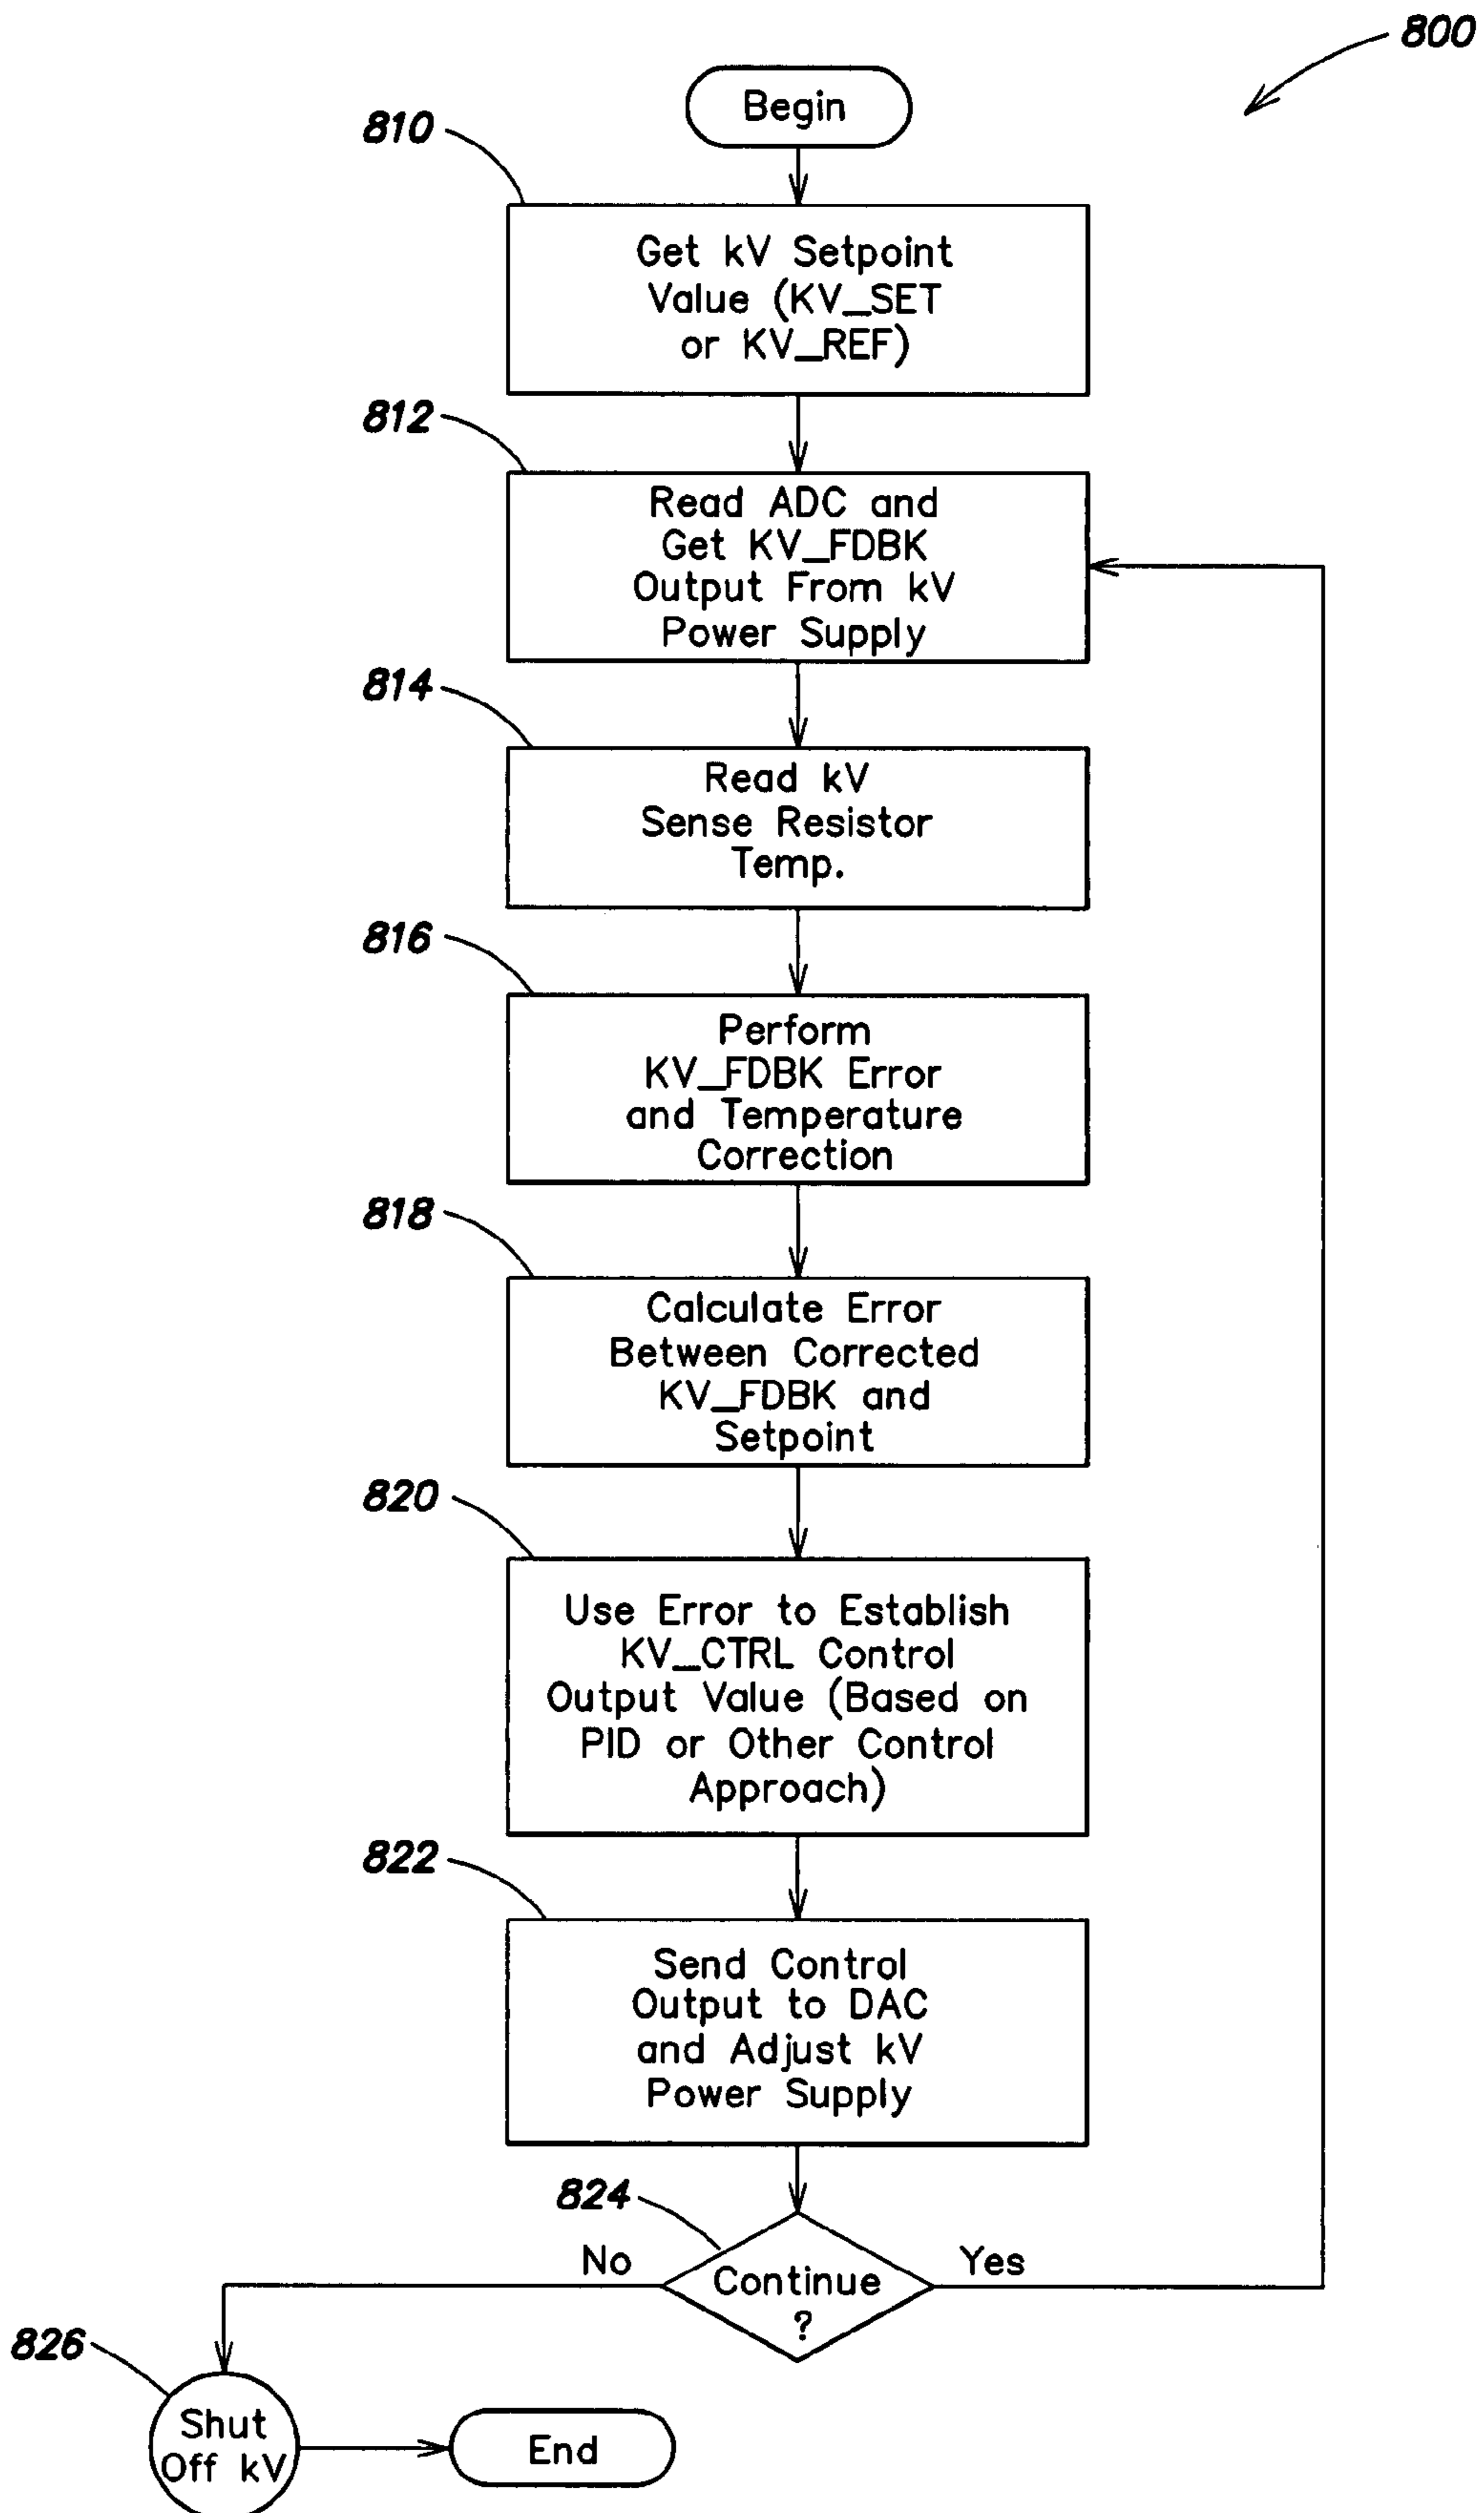 800
Begin
810
Get kV Setpoint
Value (KV_SET
or KV_REF)
812
Read ADC and
Get KV_FDBK
Output From kV
Power Supply
814
Read kV
Sense Resistor
Temp.
816
Perform
KV_FDBK Error
and Temperature
Correction
818
Calculate Error
Between Corrected
KV_FDBK and
Setpoint
820
Use Error to Establish
KV_CTRL Control
Output Value (Based on
PID or Other Control
Approach)
822
Send Control
Output to DAC
and Adjust kV
Power Supply
824
No
Continue
?
Yes
826
Shut
Off kV
End